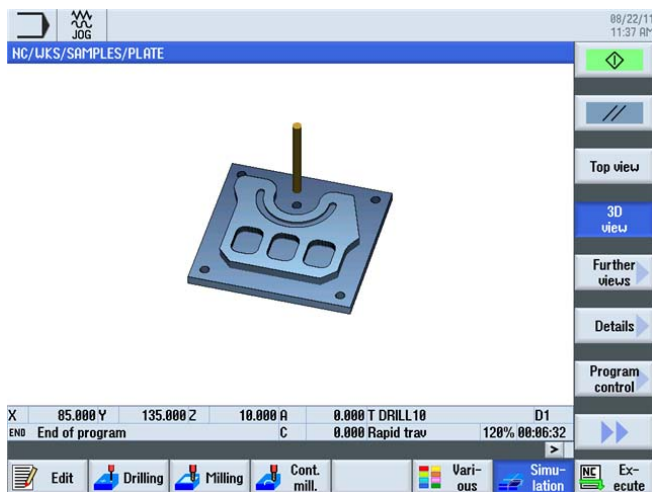 JOG
08/22/11
11:37 AM
NC/WKS/SAMPLES/PLATE
Top view
3D
view
Further
views
Details
Program
control
X 85.000 Y 135.000 Z 10.000 A 0.000 T DRILL10 D1
END End of program C 0.000 Rapid trav 120% 00:06:32
>
Edit
Drilling
Milling
Cont.
mill.
Vari-
ous
Simu-
lation
NC
Ex-
ecute